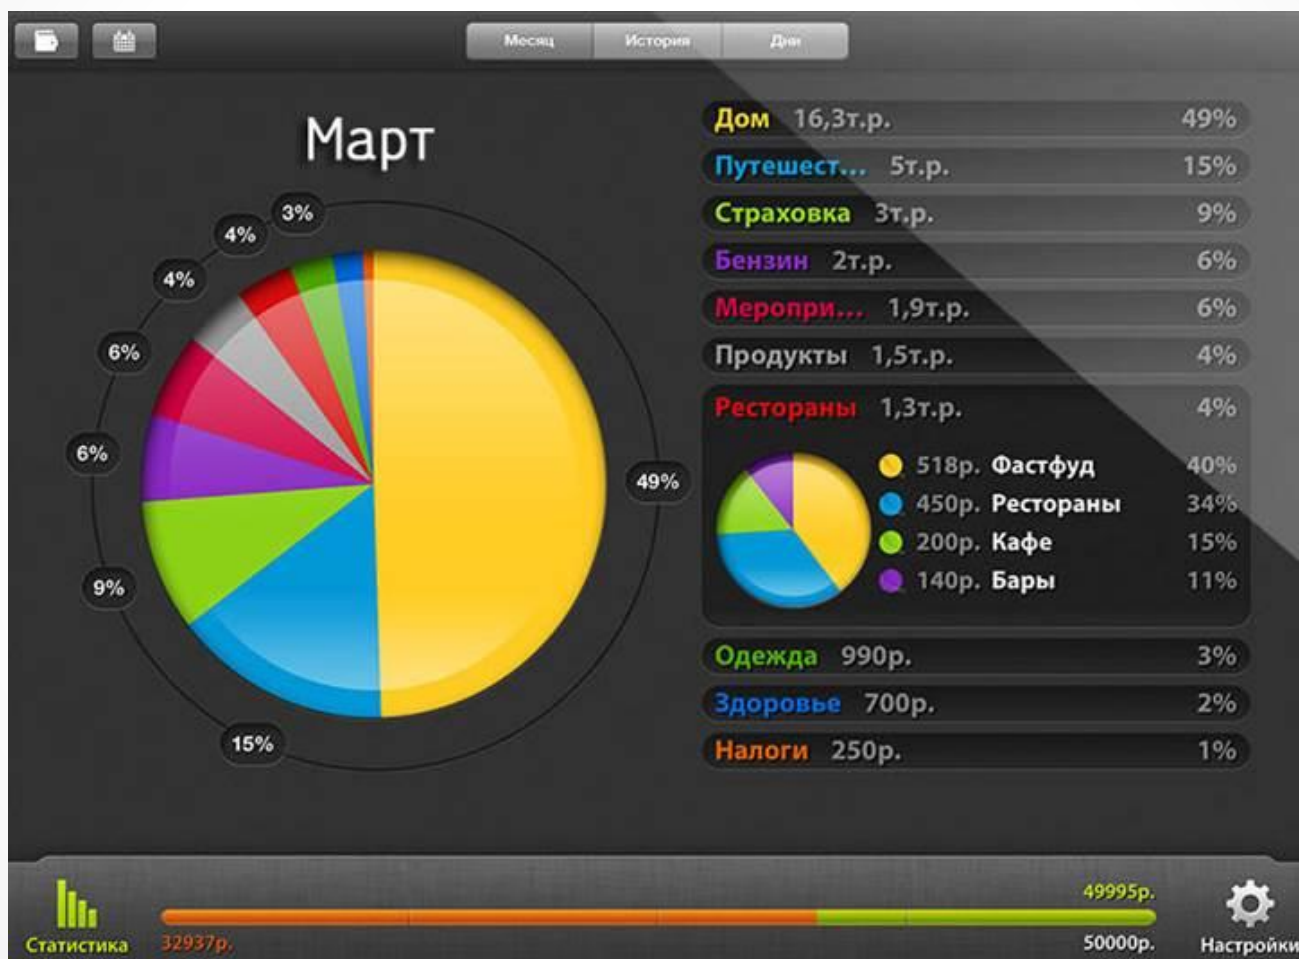 Месяц История Дни
Март
3%
4%
4%
6%
6%
9%
15%
49%
Дом 16,3т.р. 49%
Путешест... 5т.р. 15%
Страховка 3т.р. 9%
Бензин 2т.р. 6%
Меропри... 1,9т.р. 6%
Продукты 1,5т.р. 4%
Рестораны 1,3т.р. 4%
518р. Фастфуд 40%
450р. Рестораны 34%
200р. Кафе 15%
140р. Бары 11%
Одежда 990р. 3%
Здоровье 700р. 2%
Налоги 250р. 1%
49995р.
32937р. 50000р.
Статистика Настройки